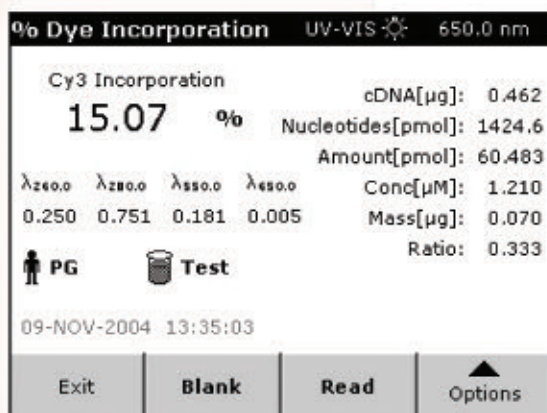 % Dye Incorporation UV-VIS 650.0 nm
Cy3 Incorporation
15.07 %
cDNA[µg]: 0.462
Nucleotides[pmol]: 1424.6
Amount[pmol]: 60.483
Conc[µM]: 1.210
Mass[µg]: 0.070
Ratio: 0.333
λ260.0 λ280.0 λ550.0 λ650.0
0.250 0.751 0.181 0.005
PG Test
09-NOV-2004 13:35:03
Exit Blank Read Options